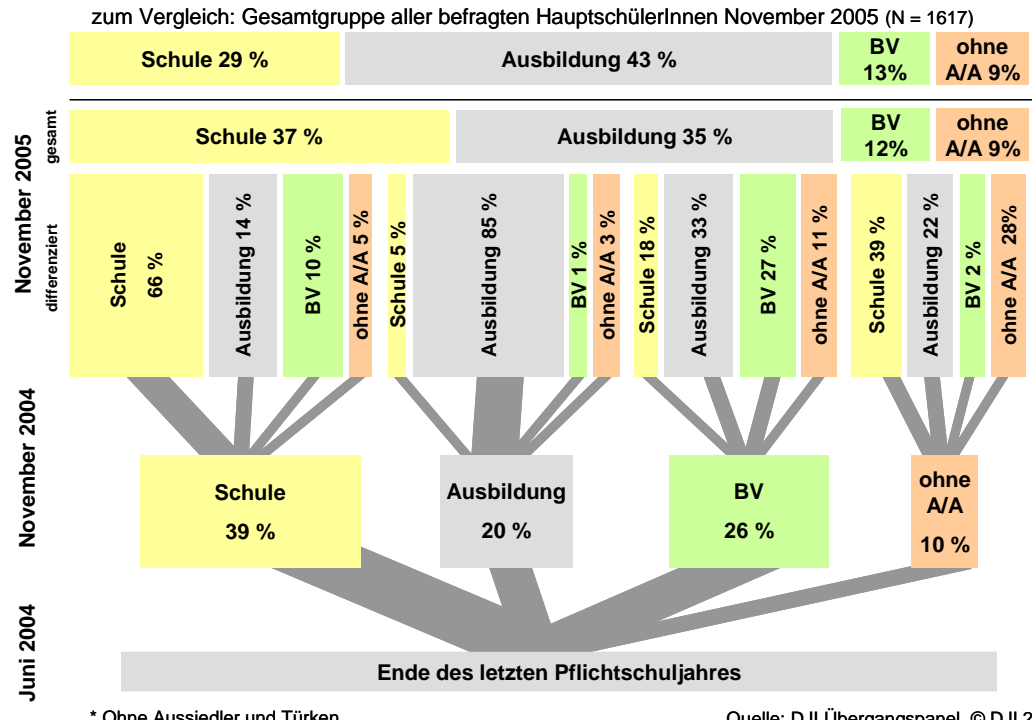 zum Vergleich: Gesamtgruppe aller befragten HauptschülerInnen November 2005 (N = 1617)
Schule 29 %
Ausbildung 43 %
BV
13%
ohne
A/A 9%
November 2005
gesamt
Schule 37 %
Ausbildung 35 %
BV
12%
ohne
A/A 9%
differenziert
Schule
66 %
Ausbildung 14 %
BV 10 %
ohne A/A 5 %
Schule 5 %
Ausbildung 85 %
BV 1 %
ohne A/A 3 %
Schule 18 %
Ausbildung 33 %
BV 27 %
ohne A/A 11 %
Schule 39 %
Ausbildung 22 %
BV 2 %
ohne A/A 28%
November 2004
Schule
39 %
Ausbildung
20 %
BV
26 %
ohne
A/A
10 %
Juni 2004
Ende des letzten Pflichtschuljahres
* Ohne Aussiedler und Türken
Quelle: DJI Übergangspanel, © DJI 2